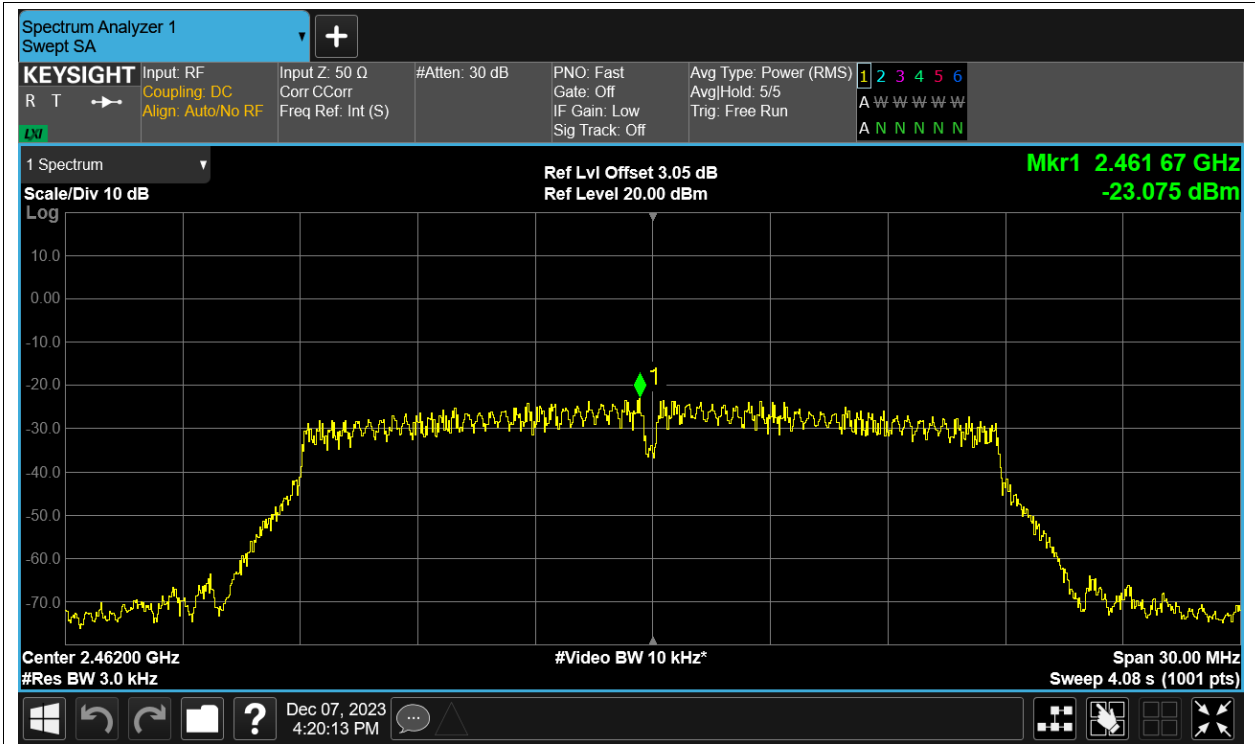 Spectrum Analyzer 1
Swept SA
+
KEYSIGHT
R T
LXI
Input: RF
Coupling: DC
Align: Auto/No RF
Input Z: 50 Ω
Corr CCorr
Freq Ref: Int (S)
#Atten: 30 dB
PNO: Fast
Gate: Off
IF Gain: Low
Sig Track: Off
Avg Type: Power (RMS)
Avg|Hold: 5/5
Trig: Free Run
1 2 3 4 5 6
A W W W W W
A N N N N N
1 Spectrum
Scale/Div 10 dB
Log
Ref Lvl Offset 3.05 dB
Ref Level 20.00 dBm
Mkr1 2.461 67 GHz
-23.075 dBm
10.0
0.00
-10.0
-20.0
-30.0
-40.0
-50.0
-60.0
-70.0
1
Center 2.46200 GHz
#Res BW 3.0 kHz
#Video BW 10 kHz*
Span 30.00 MHz
Sweep 4.08 s (1001 pts)
?
Dec 07, 2023
4:20:13 PM